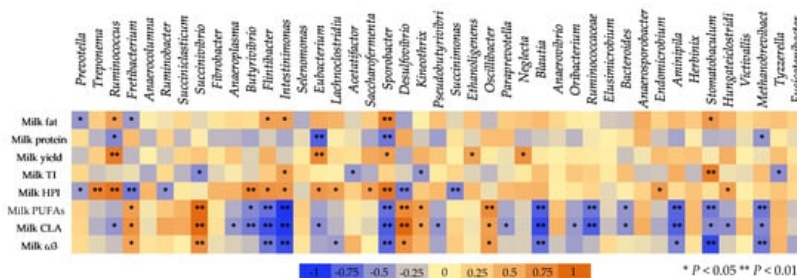 Prevotella
Treponema
Ruminococcus
Fretibacterium
Anaerocolumna
Ruminobacter
Succiniclasticum
Succinivibrio
Fibrobacter
Anaeroplasma
Butyrivibrio
Flintibacter
Intestinimonas
Selenomonas
Eubacterium
Acetatifactor
Lachnoclostridiu
Saccharofermenta
Sporobacter
Desulfovibrio
Kineothrix
Pseudobutyrivibri
Succinimonas
Ethanoligenens
Oscillibacter
Paraprevotella
Neglecta
Blautia
Anaerovibrio
Oribacterium
Ruminococcaceae
Elusimicrobium
Bacteroides
Anaerosporobacter
Endomicrobium
Aminipila
Herbinix
Stomatobaculum
Hungateiclostridi
Victivallis
Methanobrevibact
Tyzzerella
Milk fat * * * * * ** *
Milk protein * ** ** *
Milk yield ** ** * * *
Milk TI * * * * ** *
Milk HPI * ** ** ** * ** * * * * * ** ** ** * *
Milk PUFAs * ** * ** ** ** ** * ** ** ** * ** ** **
Milk CLA * * ** * ** ** ** * ** ** * * ** * ** ** * ** * * **
Milk ω3 * ** ** ** * ** ** * * ** * ** **
-1 -0.75 -0.5 -0.25 0 0.25 0.5 0.75 1
* P < 0.05 ** P < 0.01